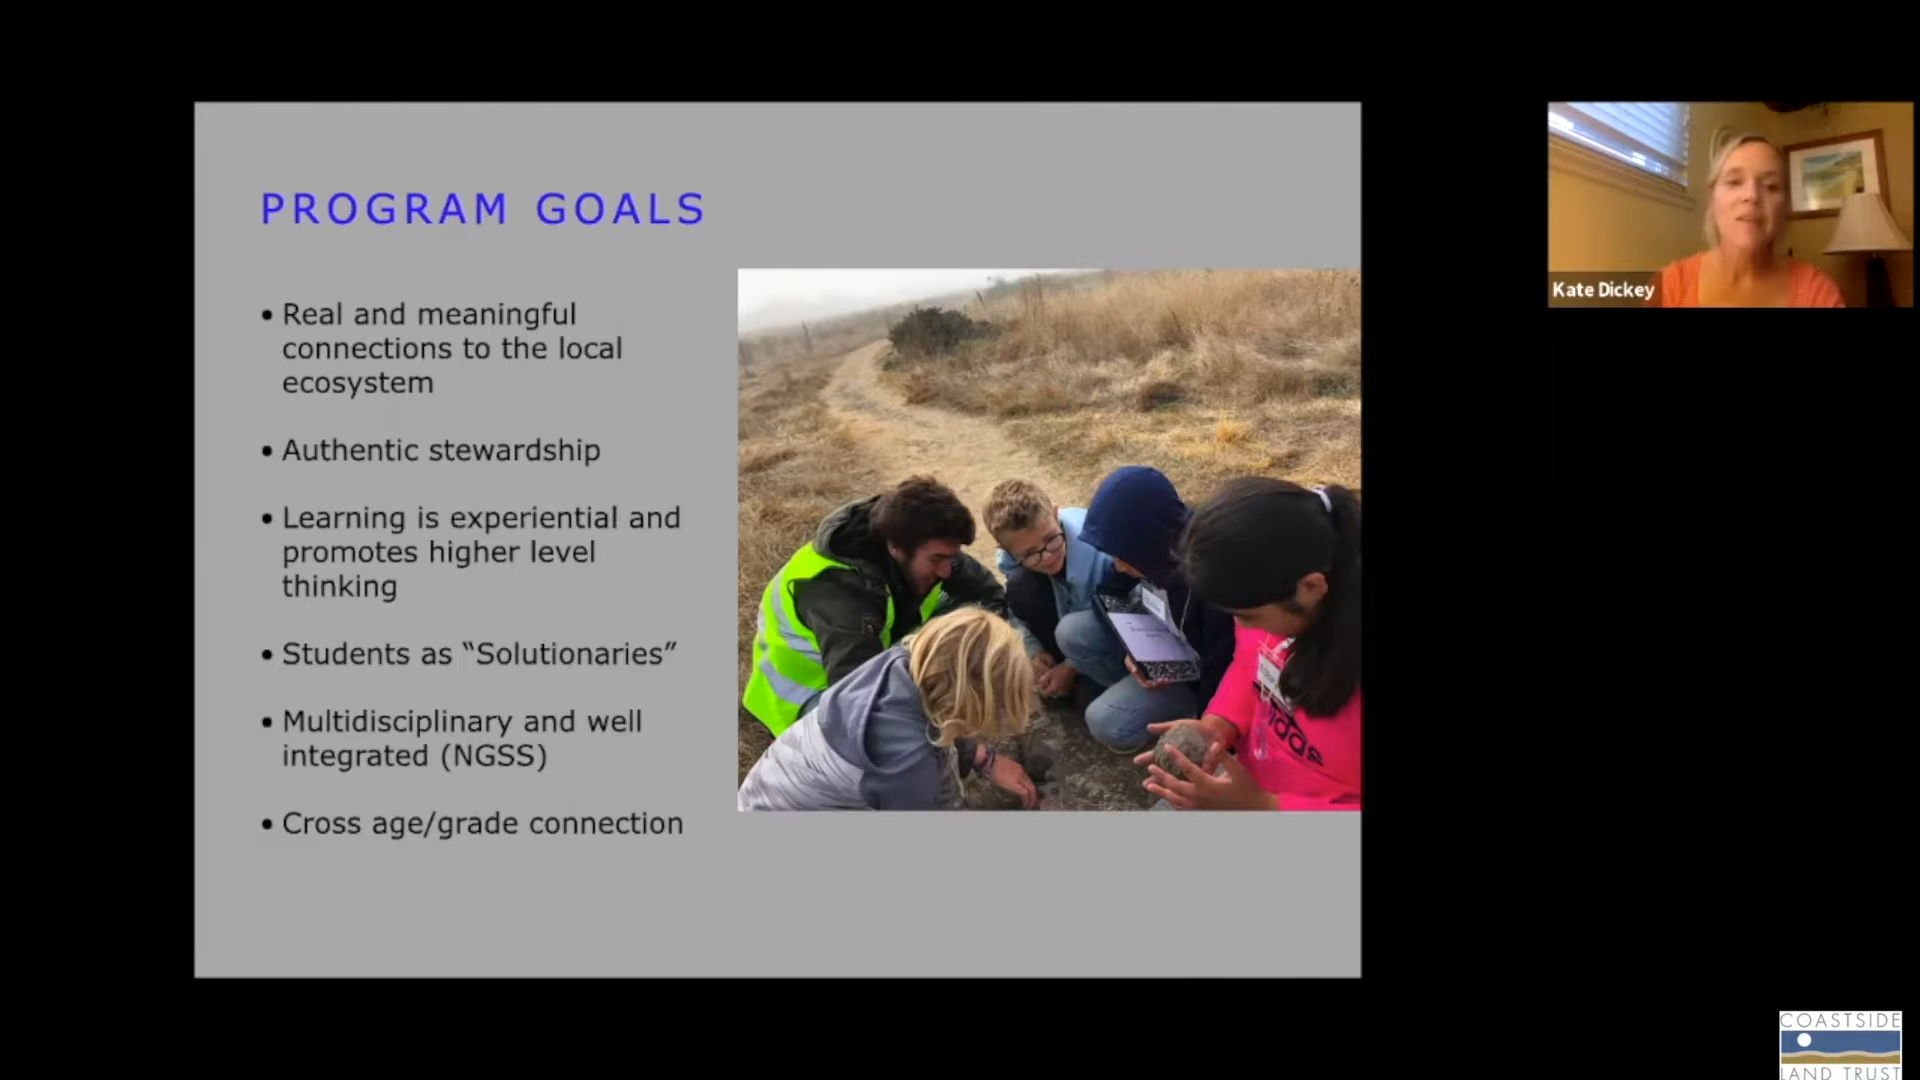 PROGRAM GOALS
• Real and meaningful
connections to the local
ecosystem
• Authentic stewardship
• Learning is experiential and
promotes higher level
thinking
• Students as “Solutionaries”
• Multidisciplinary and well
integrated (NGSS)
• Cross age/grade connection
Kate Dickey
COASTSIDE
LAND TRUST